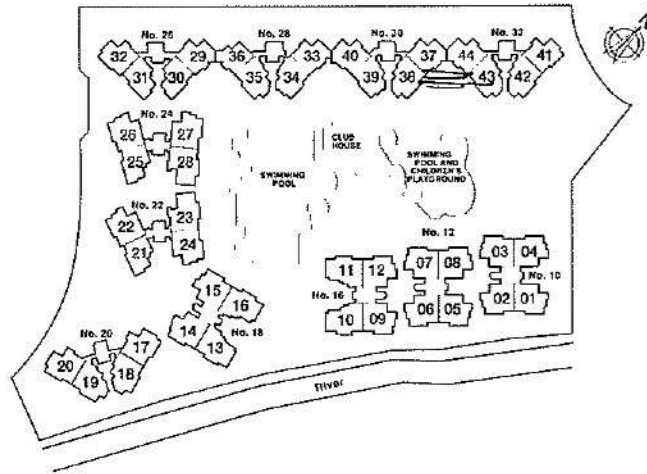 No. 26
No. 28
No. 30
No. 32
32
29
36
33
40
37
44
41
31
30
35
34
39
38
43
42
No. 24
26
27
25
28
CLUB
HOUSE
SWIMMING
POOL
SWIMMING
POOL AND
CHILDREN'S
PLAYGROUND
No. 22
22
23
21
24
No. 12
11
12
07
08
03
04
No. 16
No. 10
10
09
06
05
02
01
15
16
14
13
No. 18
No. 20
20
17
19
18
River